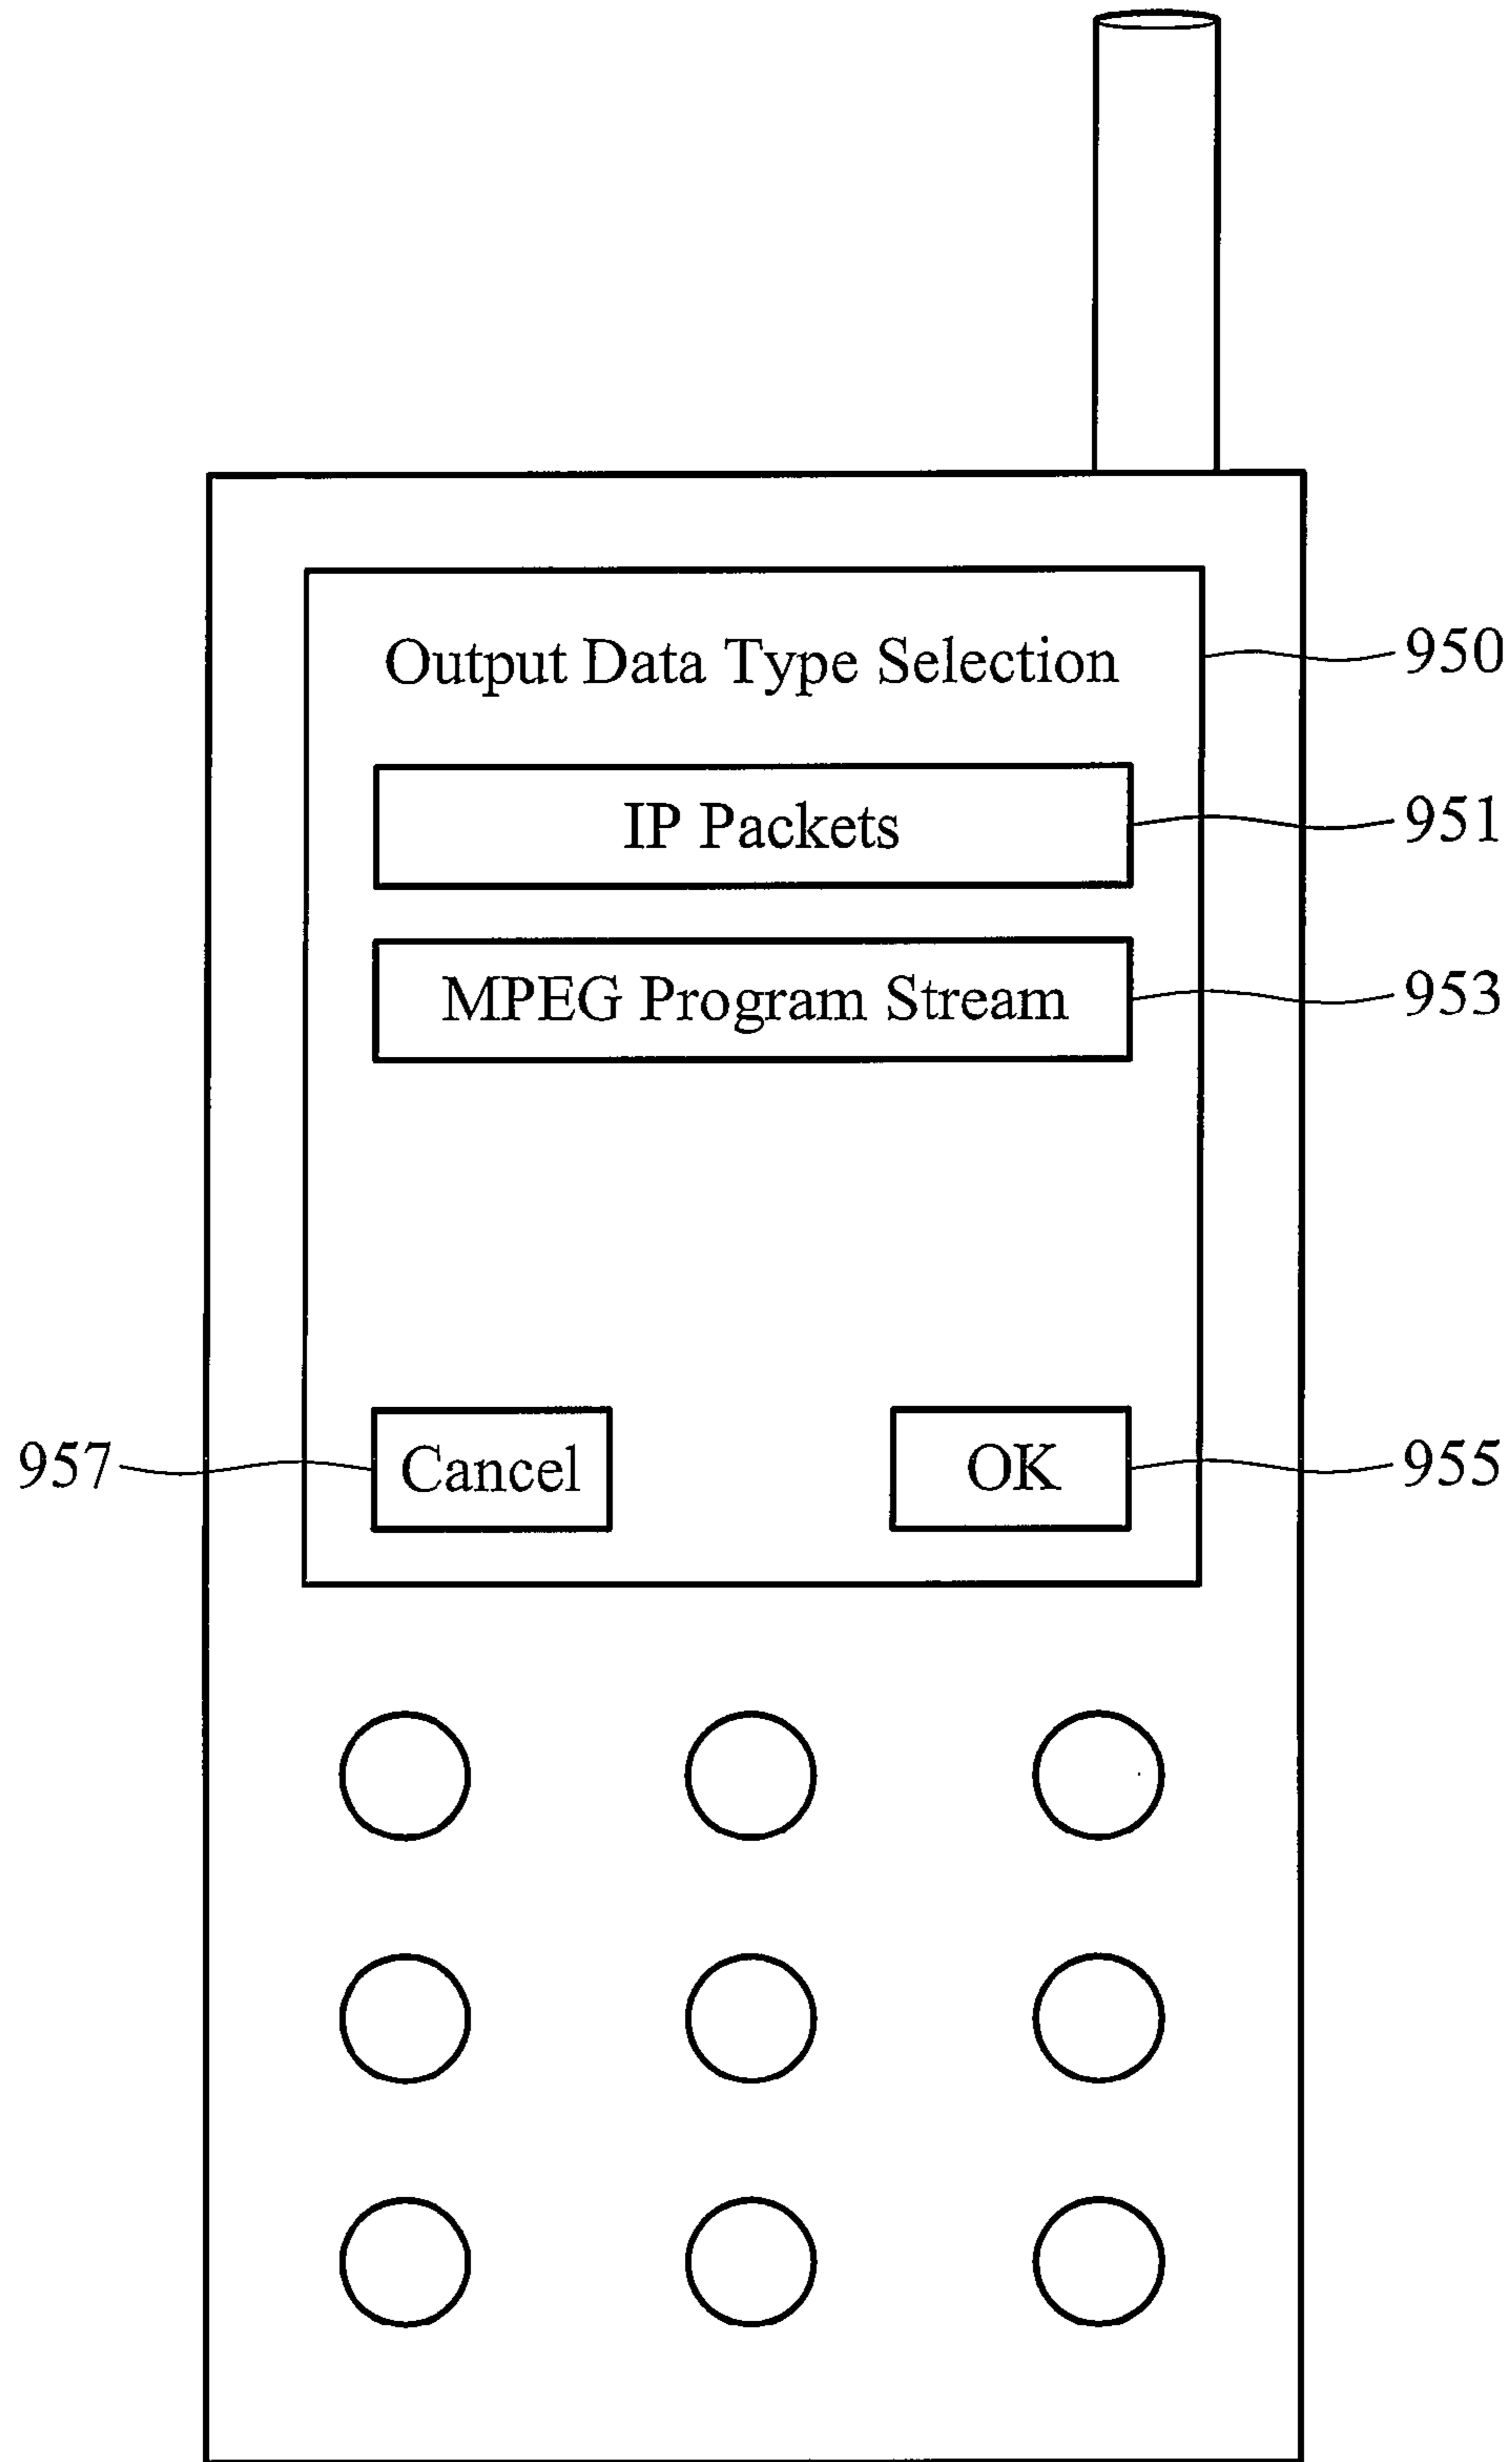 Output Data Type Selection 950
IP Packets 951
MPEG Program Stream 953
957 Cancel OK 955